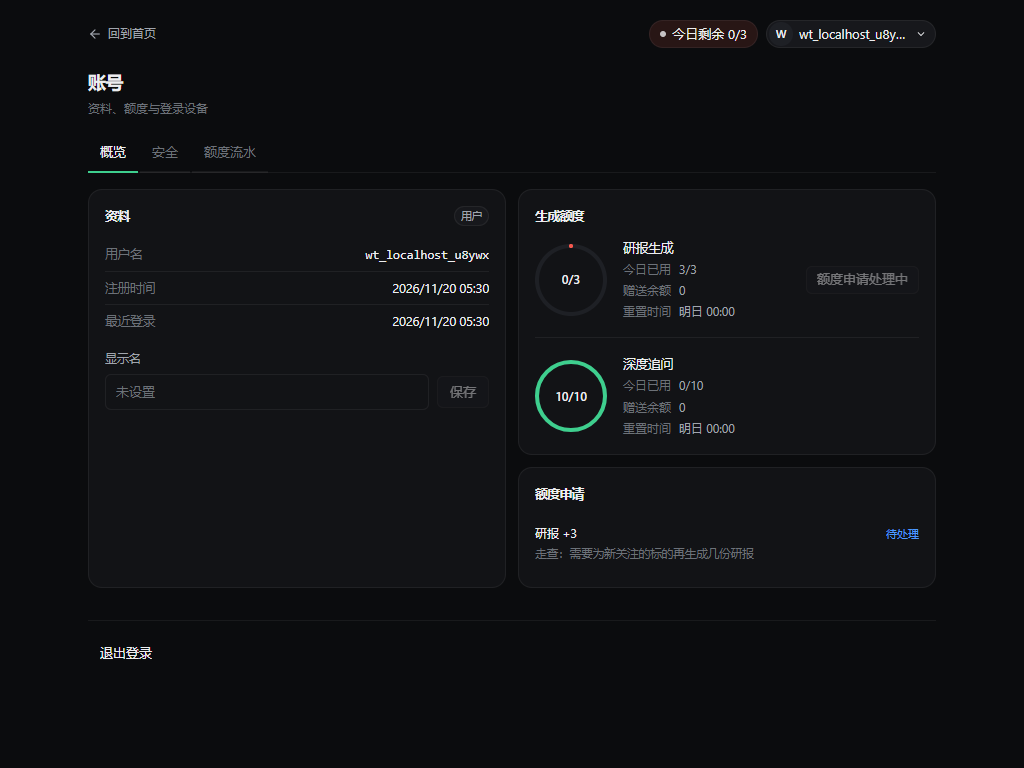 回到首页
今日剩余 0/3
W wt_localhost_u8y...
账号
资料、额度与登录设备
概览 安全 额度流水
资料 用户
用户名 wt_localhost_u8ywx
注册时间 2026/11/20 05:30
最近登录 2026/11/20 05:30
显示名
未设置 保存
生成额度
0/3
研报生成
今日已用 3/3
赠送余额 0
重置时间 明日 00:00
额度申请处理中
10/10
深度追问
今日已用 0/10
赠送余额 0
重置时间 明日 00:00
额度申请
研报 +3 待处理
走查：需要为新关注的标的再生成几份研报
退出登录